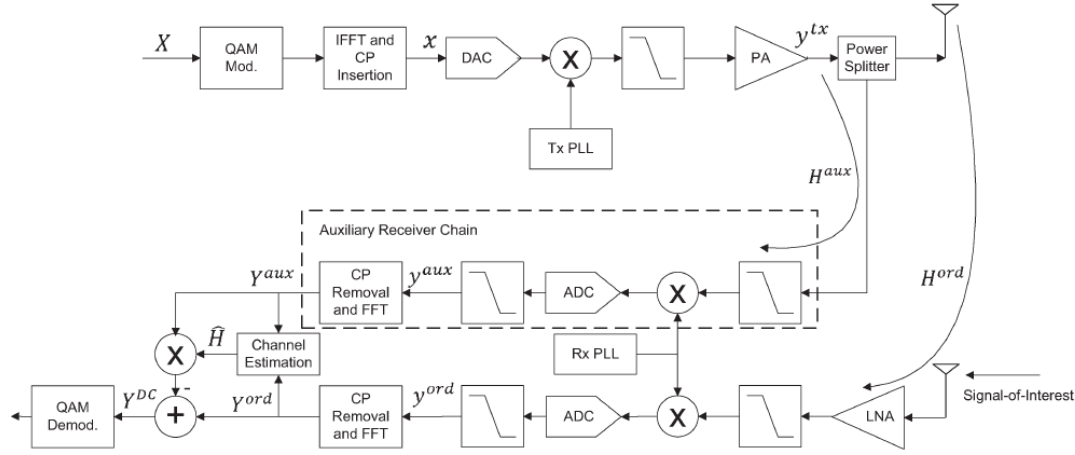 X
QAM
Mod.
IFFT and
CP
Insertion
x
DAC
X
PA
y^{tx}
Power
Splitter
Tx PLL
H^{aux}
Auxiliary Receiver Chain
Y^{aux}
CP
Removal
and FFT
y^{aux}
ADC
X
H^{ord}
X
Ĥ
Channel
Estimation
Rx PLL
QAM
Demod.
Y^{DC}
-
+
Y^{ord}
CP
Removal
and FFT
y^{ord}
ADC
X
LNA
Signal-of-Interest